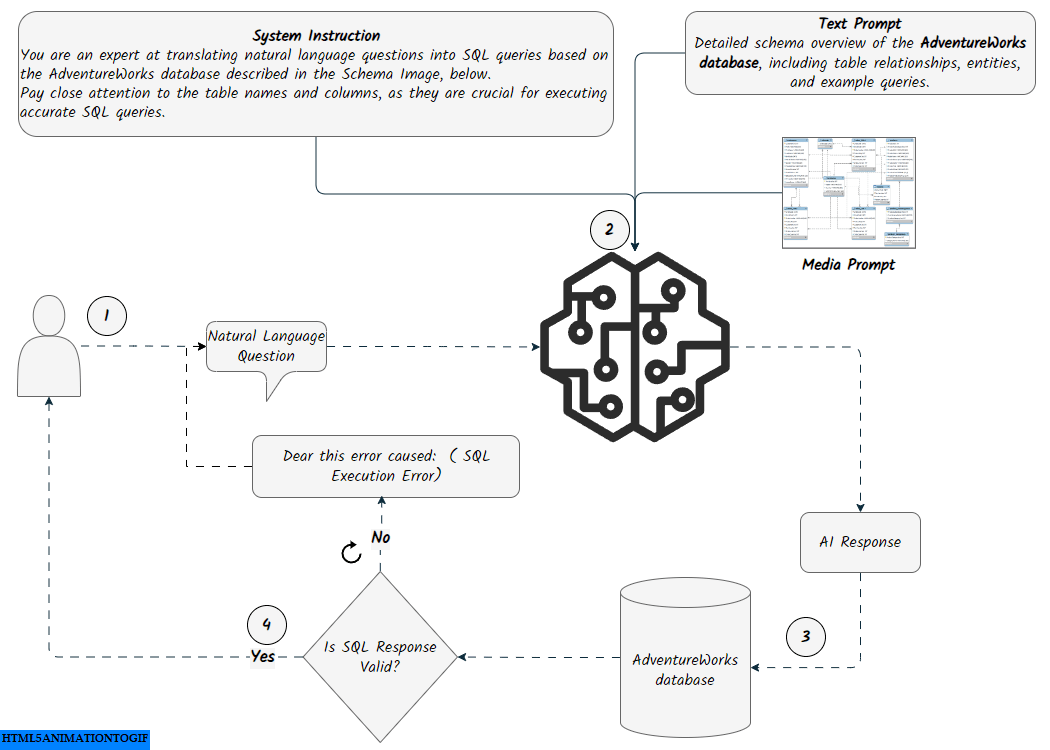 System Instruction
You are an expert at translating natural language questions into SQL queries based on
the AdventureWorks database described in the Schema Image, below.
Pay close attention to the table names and columns, as they are crucial for executing
accurate SQL queries.
Text Prompt
Detailed schema overview of the AdventureWorks
database, including table relationships, entities,
and example queries.
Media Prompt
2
1
Natural Language
Question
Dear this error caused: ( SQL
Execution Error)
No
AI Response
4
Yes
Is SQL Response
Valid?
3
AdventureWorks
database
HTML5ANIMATIONTOGIF